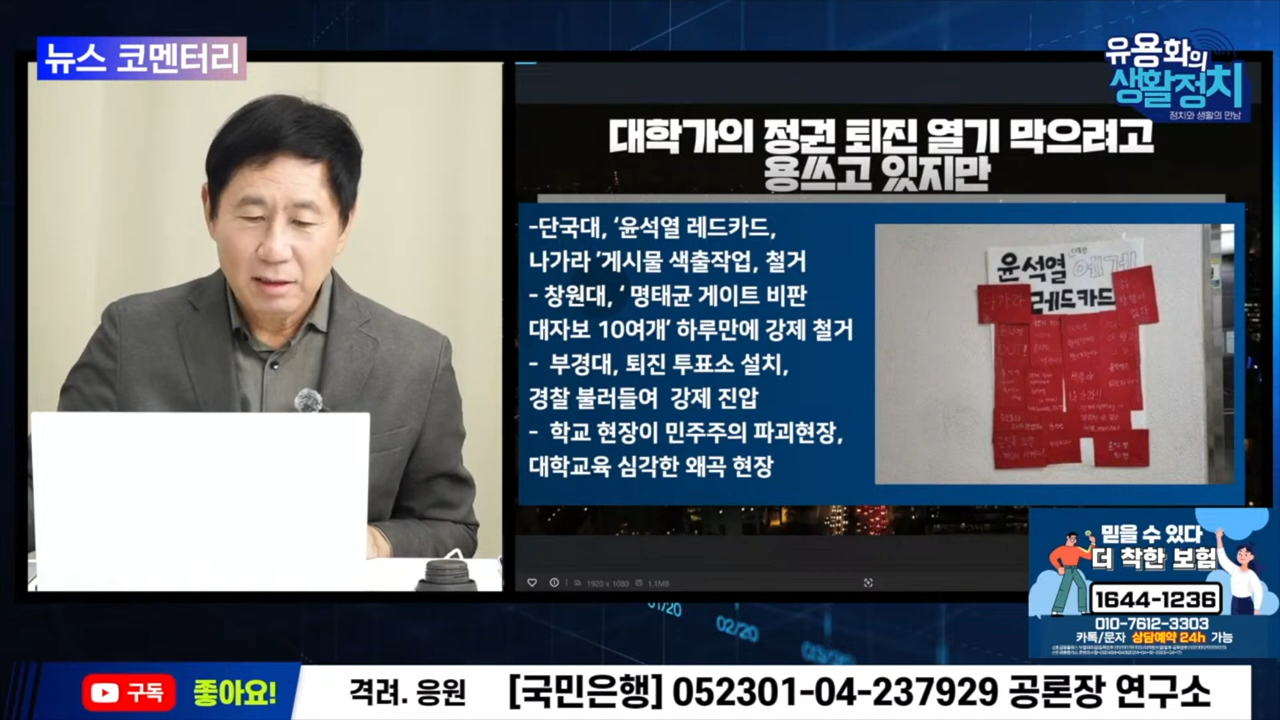 뉴스 코멘터리
유용화의
생활정치
정치와 생활의 만남
대학가의 정권 퇴진 열기 막으려고
용쓰고 있지만
-단국대, ‘윤석열 레드카드,
나가라 ’게시물 색출작업, 철거
- 창원대, ‘ 명태균 게이트 비판
대자보 10여개’ 하루만에 강제 철거
- 부경대, 퇴진 투표소 설치,
경찰 불러들여 강제 진압
- 학교 현장이 민주주의 파괴현장,
대학교육 심각한 왜곡 현장
윤석열 에게
나가라 레드카드
1920 x 1080 1.1MB
믿을 수 있다
더 착한 보험
1644-1236
010-7612-3303
카톡/문자 상담예약 24h 가능
01/20
02/20
구독 좋아요! 격려. 응원 [국민은행] 052301-04-237929 공론장 연구소